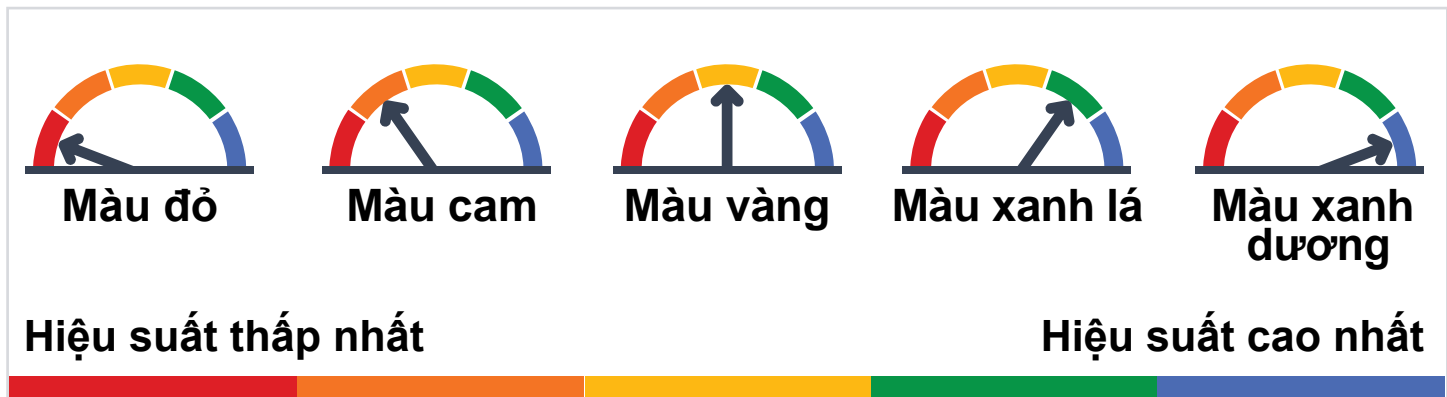 Màu đỏ
Màu cam
Màu vàng
Màu xanh lá
Màu xanh
dương
Hiệu suất thấp nhất
Hiệu suất cao nhất